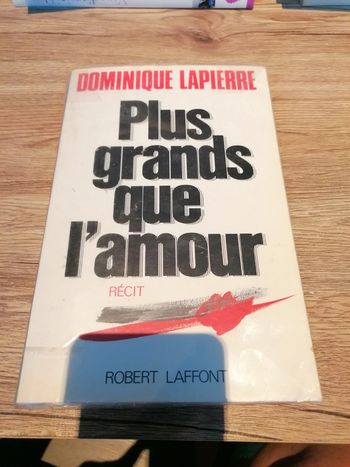 DOMINIQUE LAPIERRE
Plus
grands
que
l'amour
RÉCIT
ROBERT LAFFONT